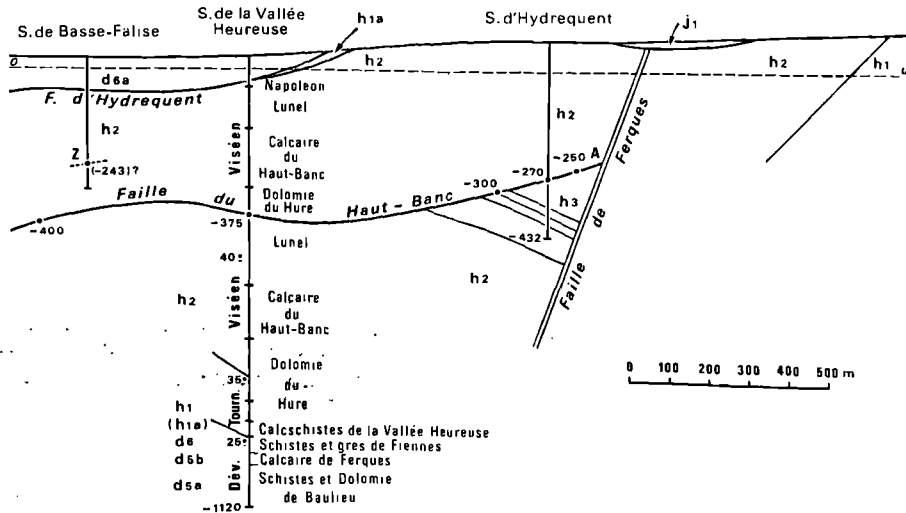 S. de Basse-Falise
S. de la Vallée
Heureuse
h1a
S. d'Hydrequent
j1
0
d6a
h2
h2
h1
F. d'Hydrequent
Napoleon
Lunel
h2
h2
Z
(-243)?
Viséen
Calcaire
du
Haut-Banc
-250
A
-270
-300
Ferques
Faille
du
Haut-Banc
Dolomie
du Hure
-375
-400
h3
de
-432
Lunel
40°
h2
Faille
h2
Viséen
Calcaire
du
Haut-Banc
0 100 200 300 400 500 m
Dolomie
du
Hure
35°
Tourn.
h1
(h1a)
d6
d6b
d5a
25°
Dév.
Calcschistes de la Vallée Heureuse
Schistes et gres de Fiennes
Calcaire de Ferques
Schistes et Dolomie
de Baulieu
-1120